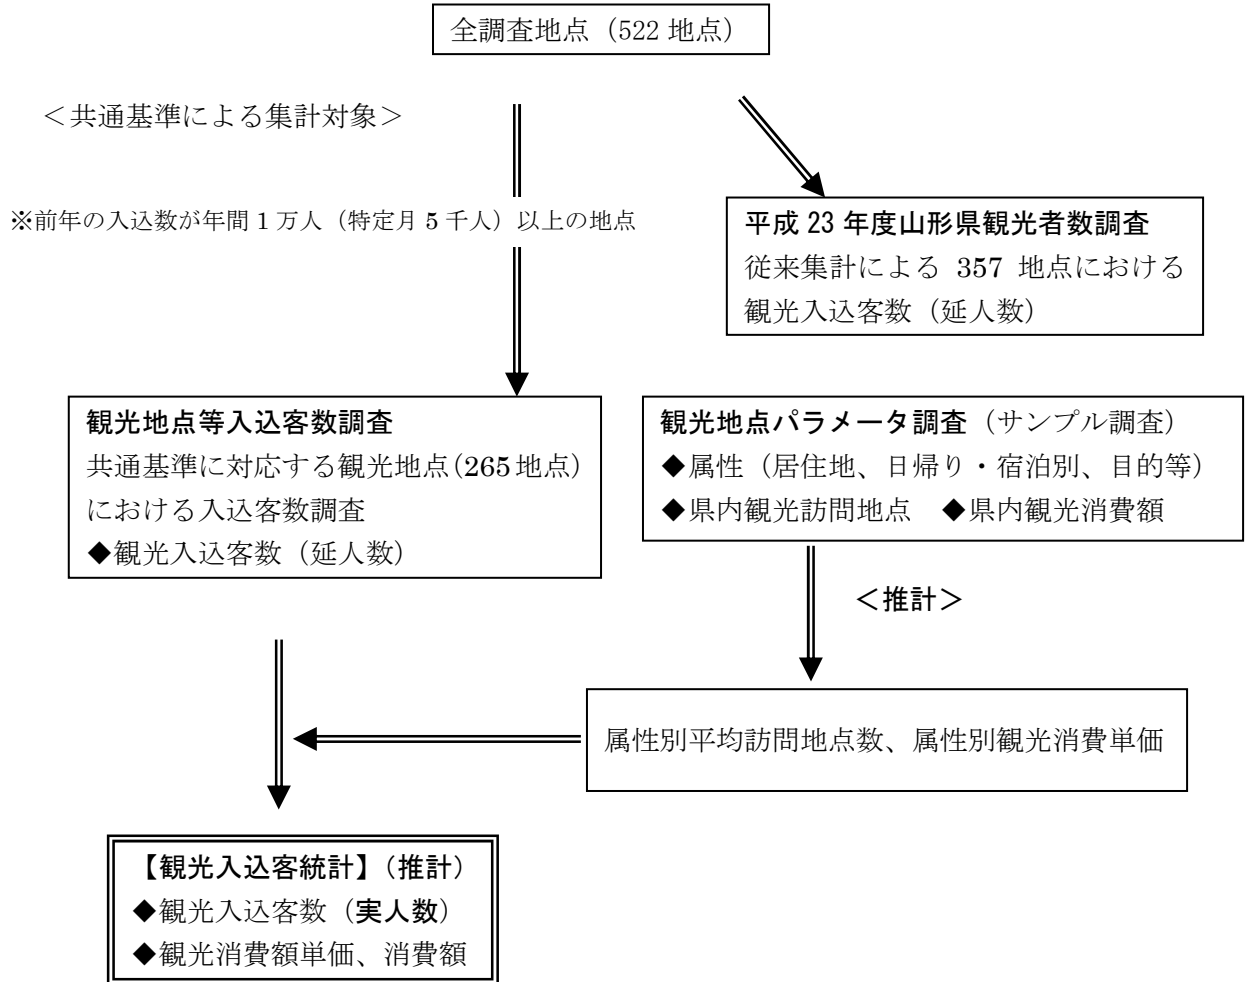 全調査地点（522 地点）
＜共通基準による集計対象＞
※前年の入込数が年間 1 万人（特定月 5 千人）以上の地点
平成 23 年度山形県観光者数調査
従来集計による 357 地点における
観光入込客数（延人数）
観光地点等入込客数調査
共通基準に対応する観光地点（265 地点）
における入込客数調査
◆観光入込客数（延人数）
観光地点パラメータ調査（サンプル調査）
◆属性（居住地、日帰り・宿泊別、目的等）
◆県内観光訪問地点　◆県内観光消費額
＜推計＞
属性別平均訪問地点数、属性別観光消費単価
【観光入込客統計】（推計）
◆観光入込客数（実人数）
◆観光消費額単価、消費額